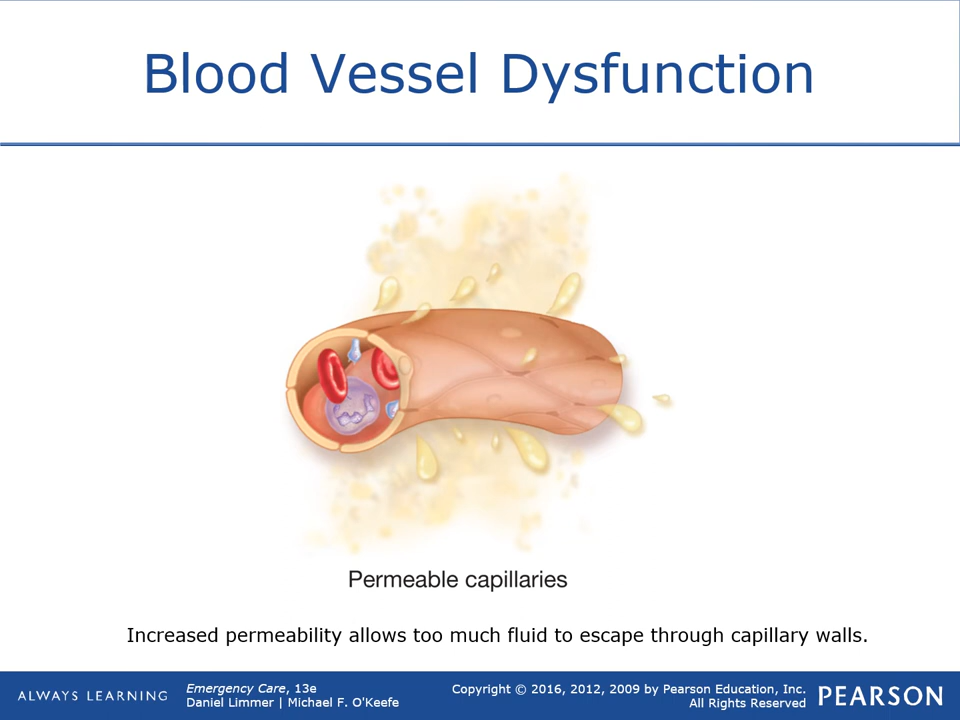 Blood Vessel Dysfunction
Permeable capillaries
Increased permeability allows too much fluid to escape through capillary walls.
ALWAYS LEARNING
Emergency Care, 13e
Daniel Limmer | Michael F. O'Keefe
Copyright © 2016, 2012, 2009 by Pearson Education, Inc.
All Rights Reserved
PEARSON